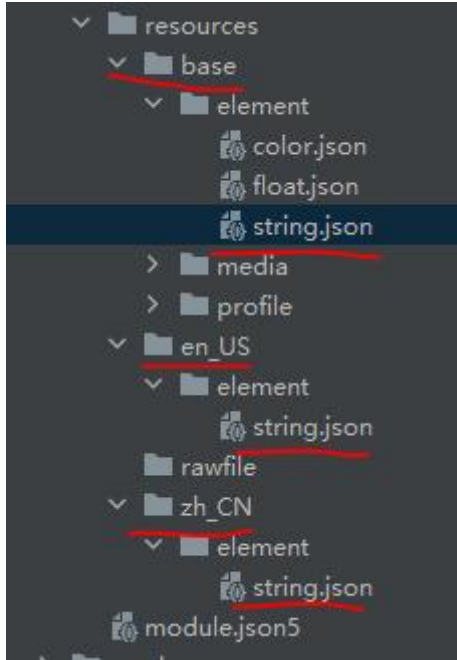 resources
base
element
color.json
float.json
string.json
media
profile
en_US
element
string.json
rawfile
zh_CN
element
string.json
module.json5